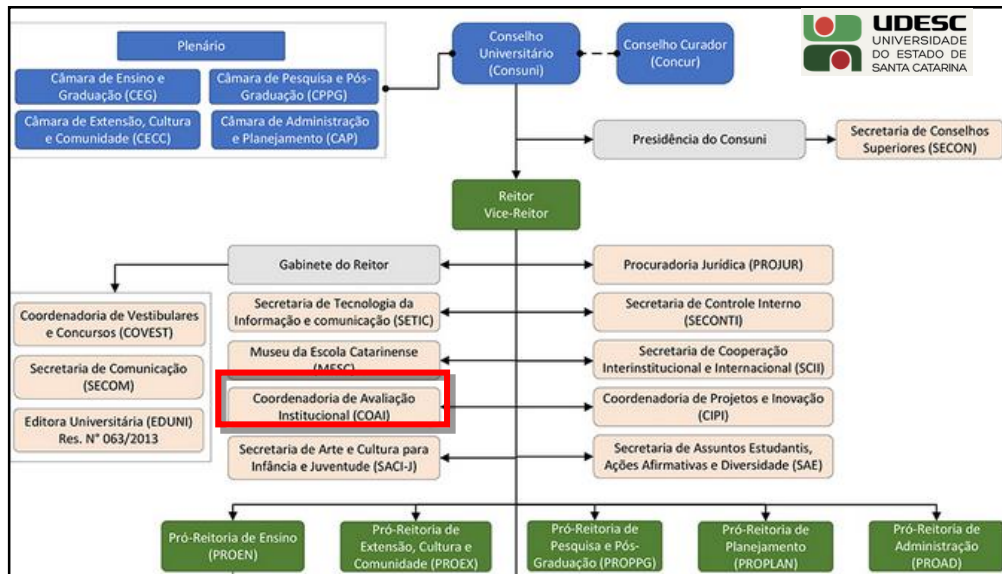 Plenário
Câmara de Ensino e
Graduação (CEG)
Câmara de Pesquisa e Pós-
Graduação (CPPG)
Câmara de Extensão, Cultura
e Comunidade (CECC)
Câmara de Administração
e Planejamento (CAP)
Conselho
Universitário
(Consuni)
Conselho Curador
(Concur)
UDESC
UNIVERSIDADE
DO ESTADO DE
SANTA CATARINA
Presidência do Consuni
Secretaria de Conselhos
Superiores (SECON)
Reitor
Vice-Reitor
Gabinete do Reitor
Procuradoria Jurídica (PROJUR)
Coordenadoria de Vestibulares
e Concursos (COVEST)
Secretaria de Comunicação
(SECOM)
Editora Universitária (EDUNI)
Res. N° 063/2013
Secretaria de Tecnologia da
Informação e comunicação (SETIC)
Secretaria de Controle Interno
(SECONTI)
Museu da Escola Catarinense
(MESC)
Secretaria de Cooperação
Interinstitucional e Internacional (SCII)
Coordenadoria de Avaliação
Institucional (COAI)
Coordenadoria de Projetos e Inovação
(CIPI)
Secretaria de Arte e Cultura para
Infância e Juventude (SACI-J)
Secretaria de Assuntos Estudantis,
Ações Afirmativas e Diversidade (SAE)
Pró-Reitoria de Ensino
(PROEN)
Pró-Reitoria de
Extensão, Cultura e
Comunidade (PROEX)
Pró-Reitoria de
Pesquisa e Pós-
Graduação (PROPPG)
Pró-Reitoria de
Planejamento
(PROPLAN)
Pró-Reitoria de
Administração
(PROAD)